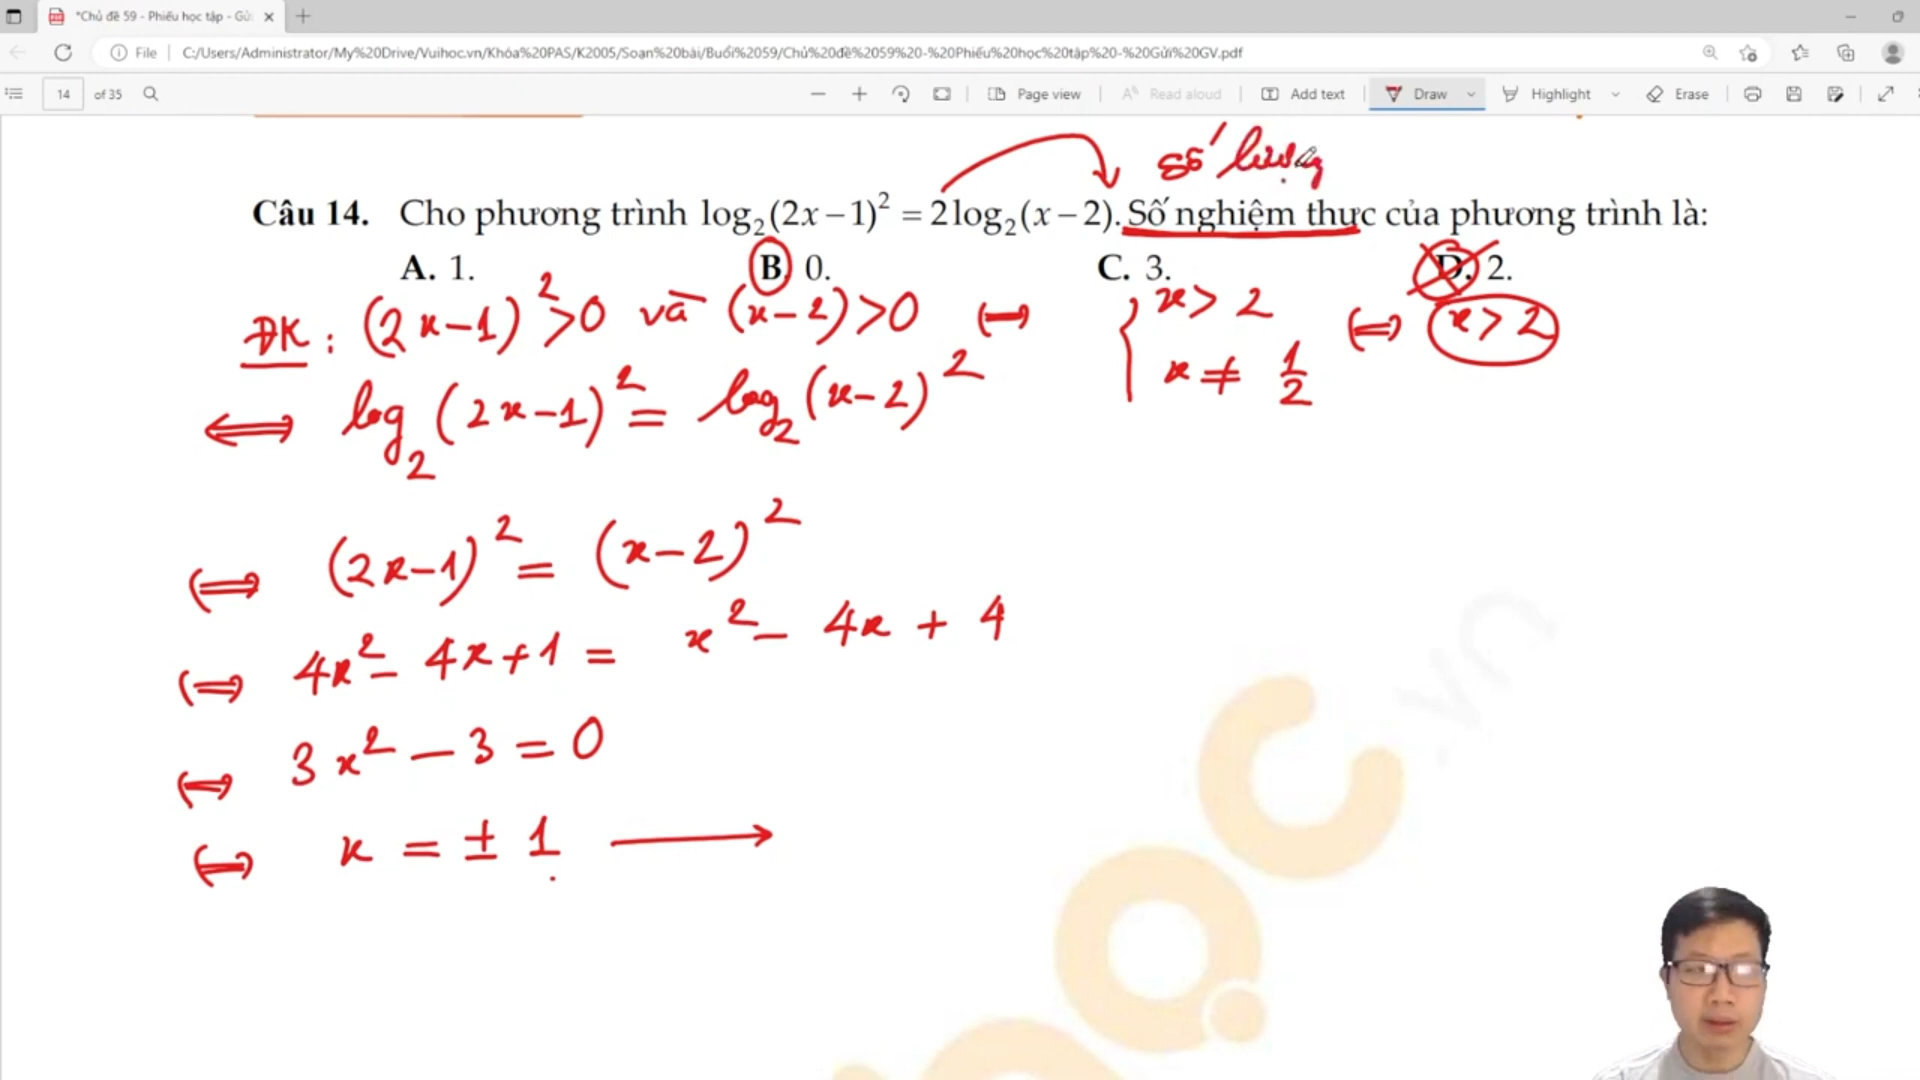 *Chủ đề 59 - Phiếu học tập - Gửi
File C:/Users/Administrator/My%20Drive/Vuihoc.vn/Khóa%20PAS/K2005/Soạn%20bài/Buổi%2059/Chủ%20đề%2059%20-%20Phiếu%20học%20tập%20-%20Gửi%20GV.pdf
14 of 35 Page view Read aloud Add text Draw Highlight Erase
số lượng
Câu 14. Cho phương trình log₂(2x−1)² = 2log₂(x−2). Số nghiệm thực của phương trình là:
A. 1. B. 0. C. 3. D. 2.
ĐK: (2x−1)² >0 và (x−2)>0 ⟺ { x > 2 x ≠ 1/2 ⟺ x > 2
⟺ log₂(2x−1)² = log₂(x−2)²
⟺ (2x−1)² = (x−2)²
⟺ 4x² − 4x+1 = x² − 4x + 4
⟺ 3x² − 3 = 0
⟺ x = ± 1 ⟶
ọc.vn